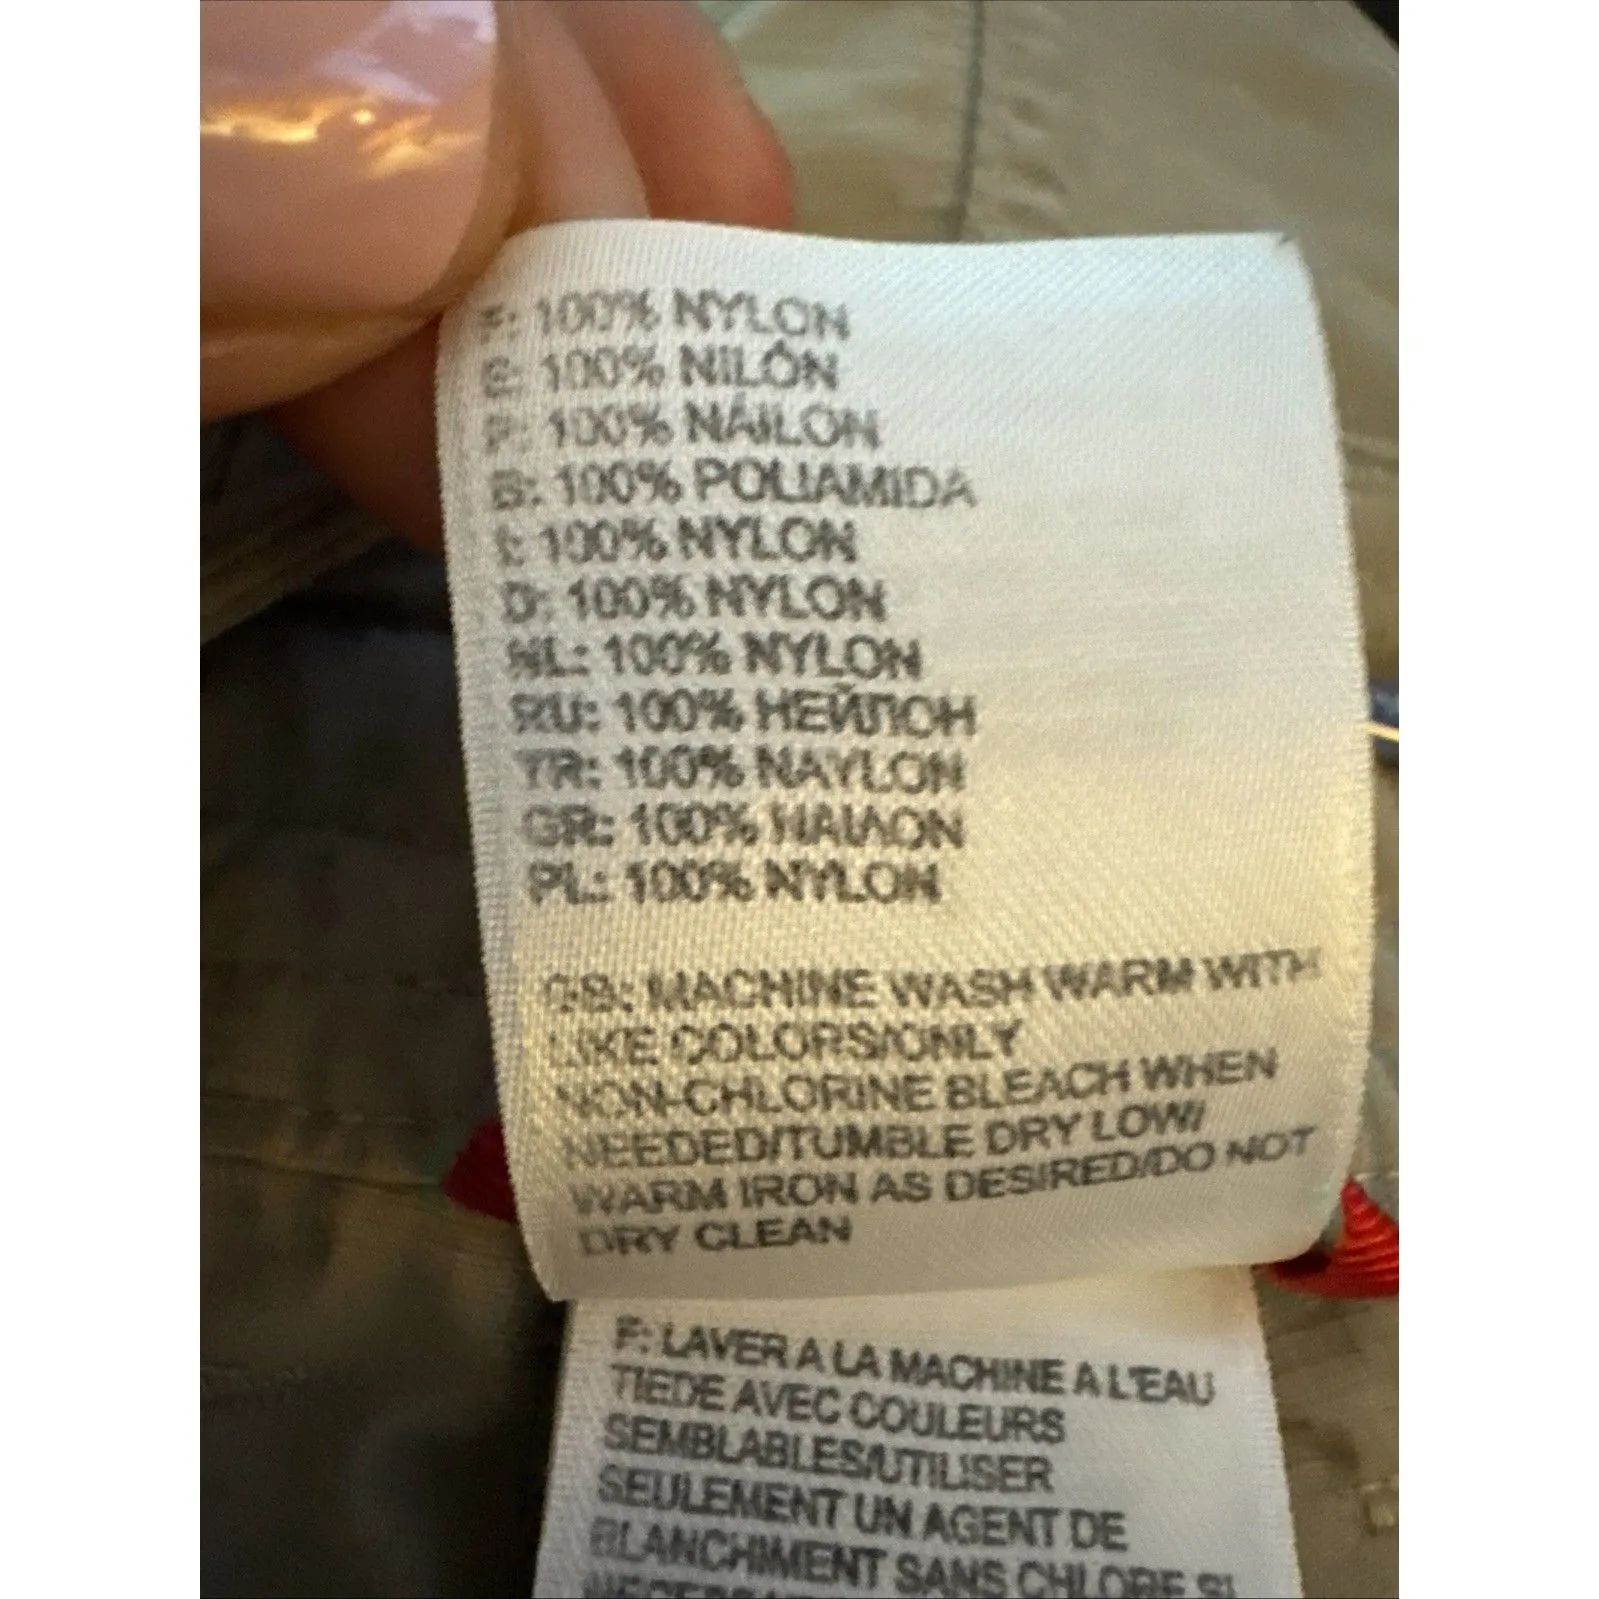 F: 100% NYLON
E: 100% NILÓN
P: 100% NÁILON
B: 100% POLIAMIDA
I: 100% NYLON
D: 100% NYLON
NL: 100% NYLON
RU: 100% НЕЙЛОН
TR: 100% NAYLON
GR: 100% ΝΑΙΛΟΝ
PL: 100% NYLON
GB: MACHINE WASH WARM WITH
LIKE COLORS/ONLY
NON-CHLORINE BLEACH WHEN
NEEDED/TUMBLE DRY LOW/
WARM IRON AS DESIRED/DO NOT
DRY CLEAN
F: LAVER A LA MACHINE A L'EAU
TIEDE AVEC COULEURS
SEMBLABLES/UTILISER
SEULEMENT UN AGENT DE
BLANCHIMENT SANS CHLORE SI